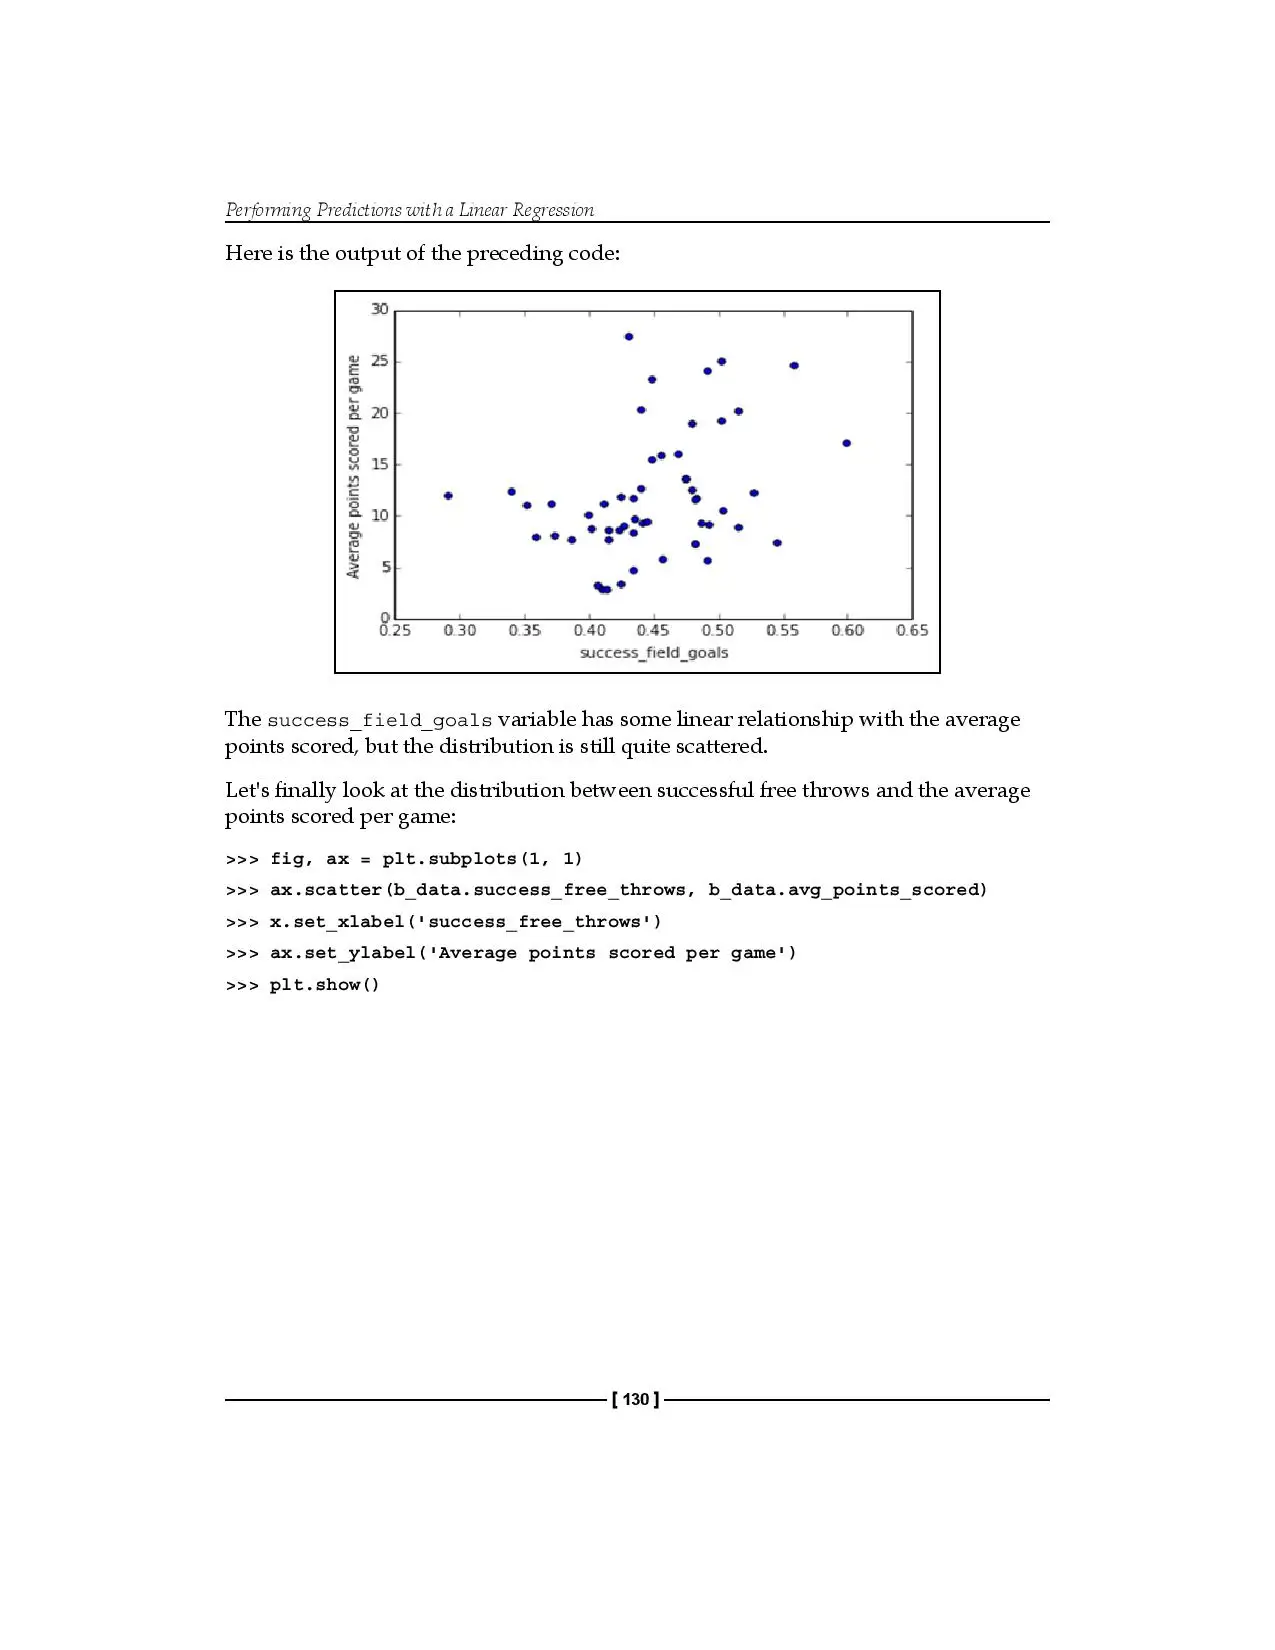 Performing Predictions with a Linear Regression
Here is the output of the preceding code:
30
25
20
15
10
5
0
Average points scored per game
0.25 0.30 0.35 0.40 0.45 0.50 0.55 0.60 0.65
success_field_goals
The success_field_goals variable has some linear relationship with the average
points scored, but the distribution is still quite scattered.
Let's finally look at the distribution between successful free throws and the average
points scored per game:
>>> fig, ax = plt.subplots(1, 1)
>>> ax.scatter(b_data.success_free_throws, b_data.avg_points_scored)
>>> x.set_xlabel('success_free_throws')
>>> ax.set_ylabel('Average points scored per game')
>>> plt.show()
[ 130 ]